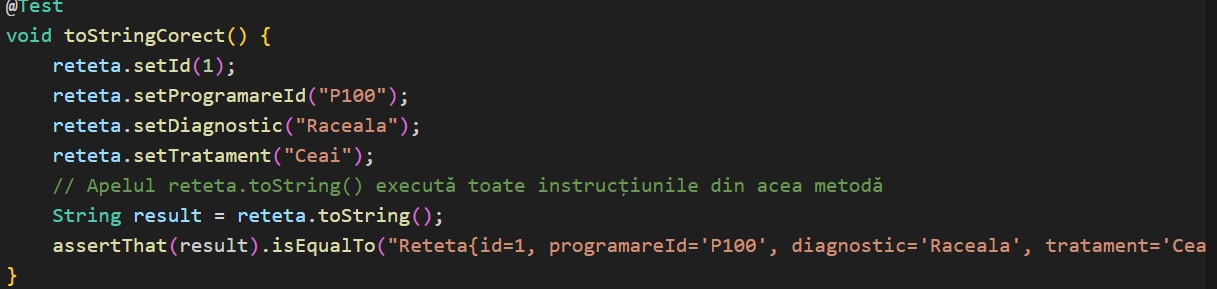 @Test
void toStringCorect() {
reteta.setId(1);
reteta.setProgramareId("P100");
reteta.setDiagnostic("Raceala");
reteta.setTratament("Ceai");
// Apelul reteta.toString() execută toate instrucțiunile din acea metodă
String result = reteta.toString();
assertThat(result).isEqualTo("Reteta{id=1, programareId='P100', diagnostic='Raceala', tratament='Cea
}